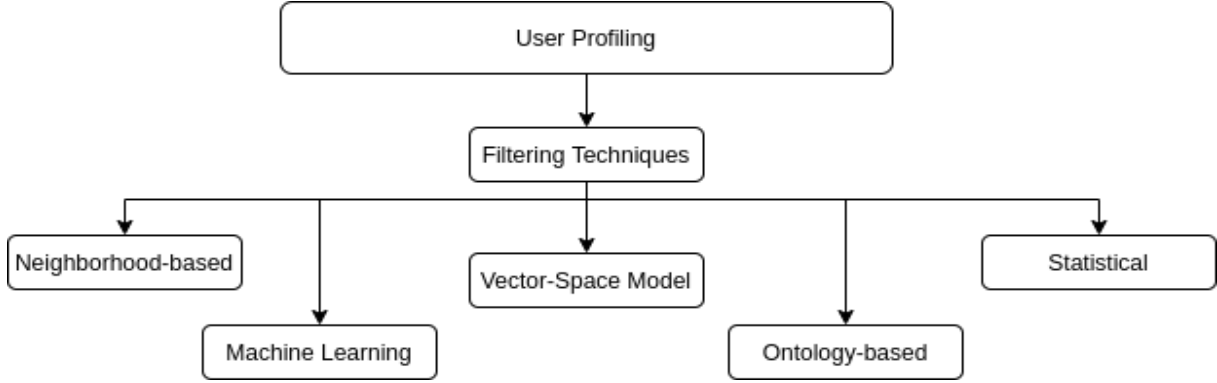 User Profiling
Filtering Techniques
Neighborhood-based
Statistical
Vector-Space Model
Machine Learning
Ontology-based